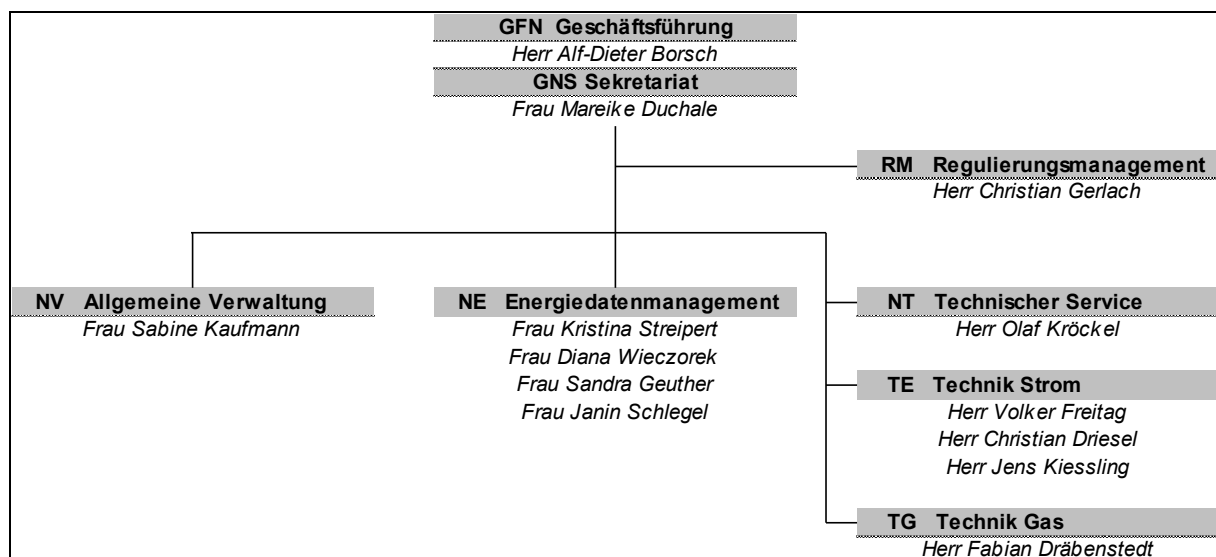 GFN Geschäftsführung
Herr Alf-Dieter Borsch
GNS Sekretariat
Frau Mareike Duchale
RM Regulierungsmanagement
Herr Christian Gerlach
NV Allgemeine Verwaltung
Frau Sabine Kaufmann
NE Energiedatenmanagement
Frau Kristina Streipert
Frau Diana Wieczorek
Frau Sandra Geuther
Frau Janin Schlegel
NT Technischer Service
Herr Olaf Kröckel
TE Technik Strom
Herr Volker Freitag
Herr Christian Driesel
Herr Jens Kiessling
TG Technik Gas
Herr Fabian Dräbenstedt